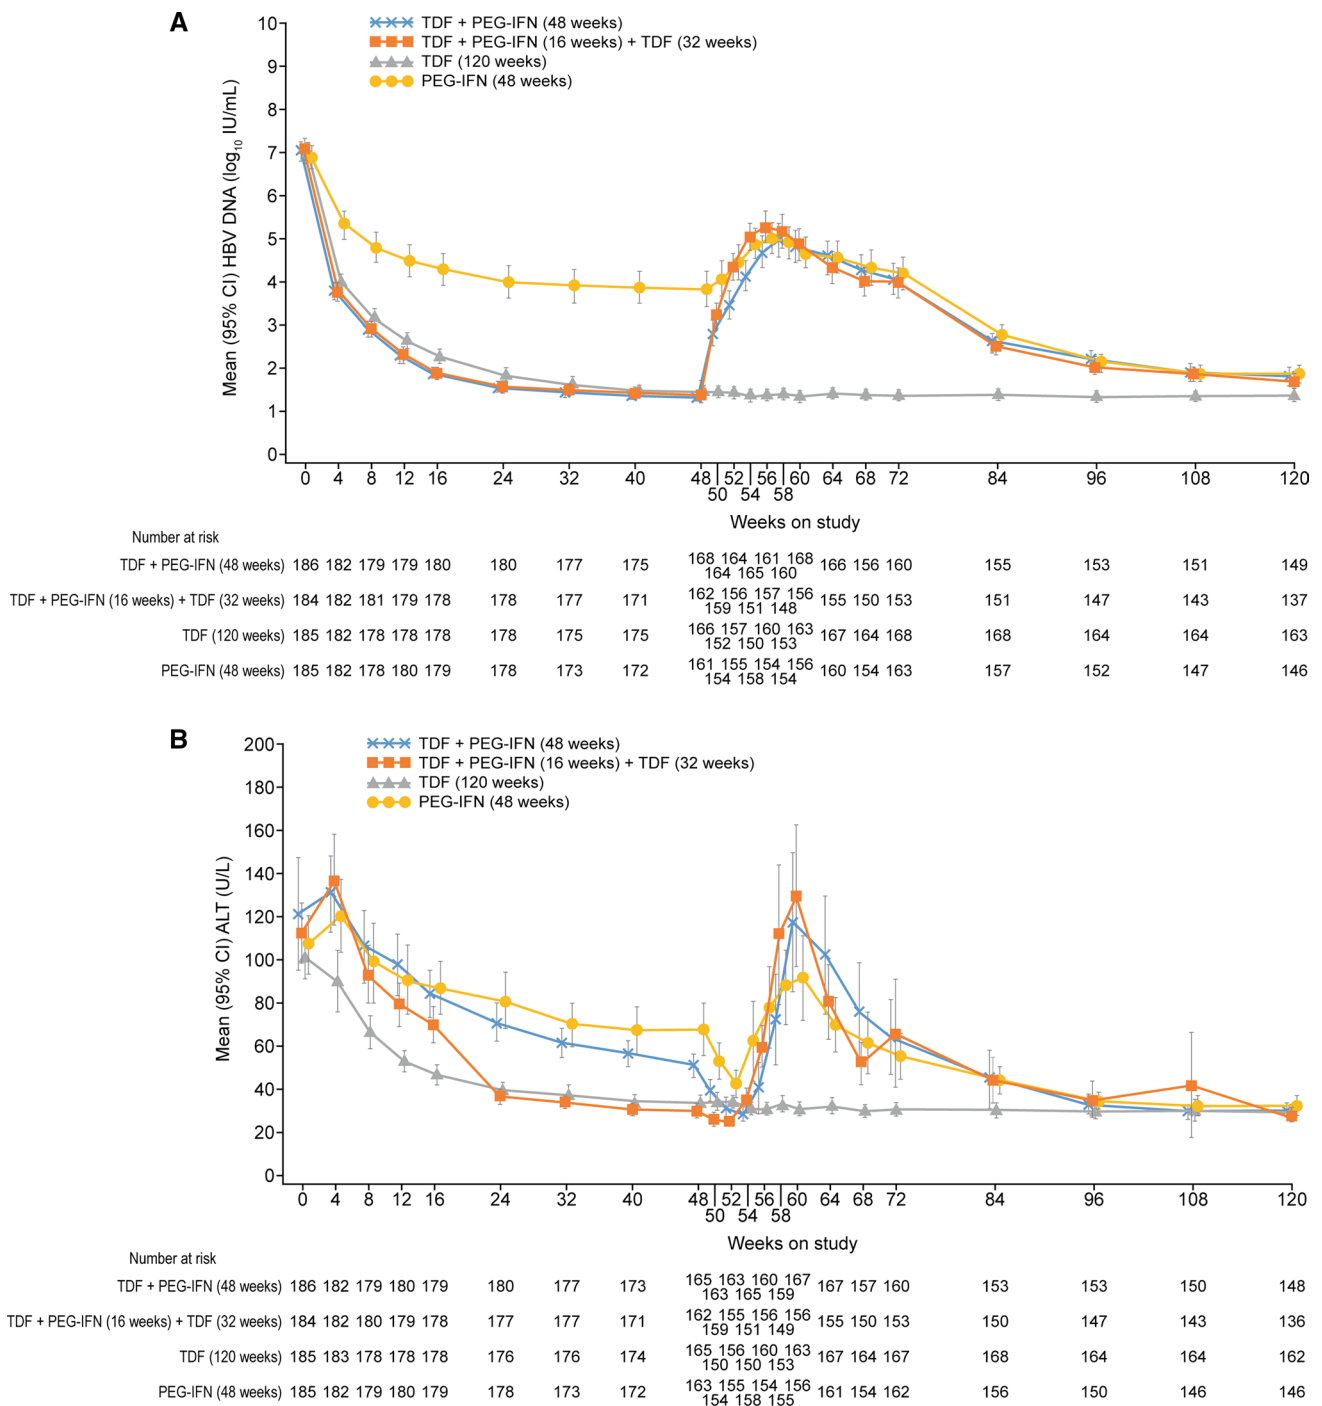 A
TDF + PEG-IFN (48 weeks)
TDF + PEG-IFN (16 weeks) + TDF (32 weeks)
TDF (120 weeks)
PEG-IFN (48 weeks)
Mean (95% CI) HBV DNA (log10 IU/mL)
10
9
8
7
6
5
4
3
2
1
0
0 4 8 12 16 24 32 40 48 52 56 60 64 68 72 84 96 108 120
50 54 58
Weeks on study
Number at risk
TDF + PEG-IFN (48 weeks) 186 182 179 179 180 180 177 175 168 164 161 168 166 156 160 155 153 151 149
164 165 160
TDF + PEG-IFN (16 weeks) + TDF (32 weeks) 184 182 181 179 178 178 177 171 162 156 157 156 155 150 153 151 147 143 137
159 151 148
TDF (120 weeks) 185 182 178 178 178 178 175 175 166 157 160 163 167 164 168 168 164 164 163
152 150 153
PEG-IFN (48 weeks) 185 182 178 180 179 178 173 172 161 155 154 156 160 154 163 157 152 147 146
154 158 154
B
TDF + PEG-IFN (48 weeks)
TDF + PEG-IFN (16 weeks) + TDF (32 weeks)
TDF (120 weeks)
PEG-IFN (48 weeks)
Mean (95% CI) ALT (U/L)
200
180
160
140
120
100
80
60
40
20
0
0 4 8 12 16 24 32 40 48 52 56 60 64 68 72 84 96 108 120
50 54 58
Weeks on study
Number at risk
TDF + PEG-IFN (48 weeks) 186 182 179 180 179 180 177 173 165 163 160 167 167 157 160 153 153 150 148
163 165 159
TDF + PEG-IFN (16 weeks) + TDF (32 weeks) 184 182 180 179 178 177 177 171 162 155 156 156 155 150 153 150 147 143 136
159 151 149
TDF (120 weeks) 185 183 178 178 178 176 176 174 165 156 160 163 167 164 167 168 164 164 162
150 150 153
PEG-IFN (48 weeks) 185 182 179 180 179 178 173 172 163 155 154 156 161 154 162 156 150 146 146
154 158 155